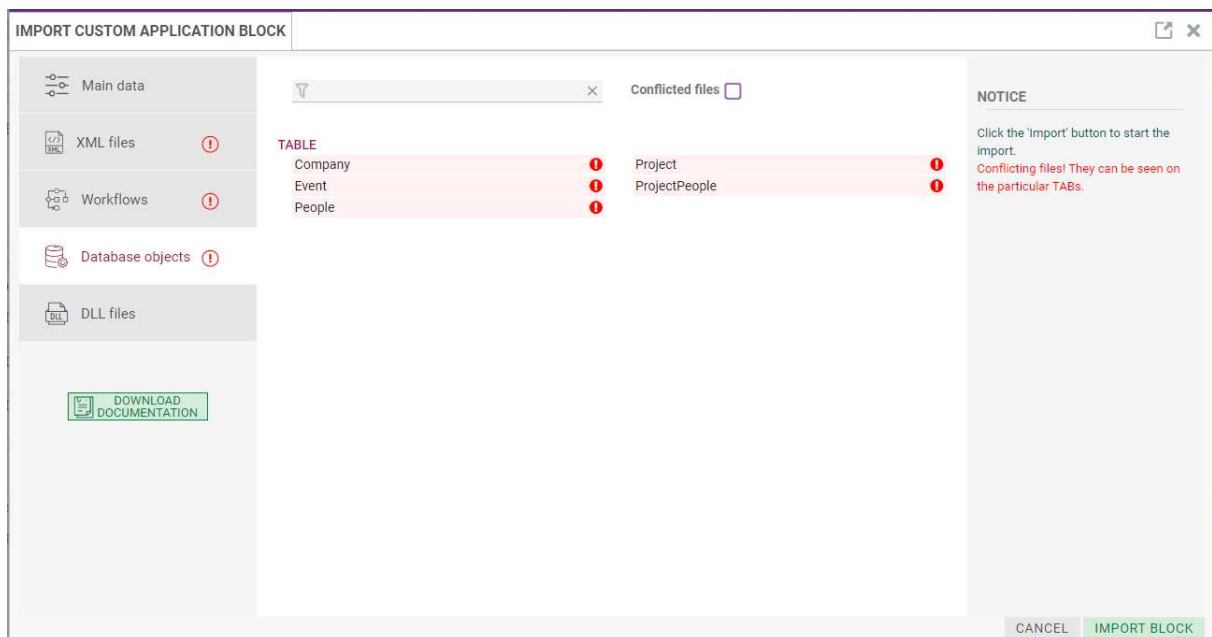 IMPORT CUSTOM APPLICATION BLOCK
Main data
XML files
Workflows
Database objects
DLL files
DOWNLOAD
DOCUMENTATION
Conflicted files
TABLE
Company
Project
Event
ProjectPeople
People
NOTICE
Click the 'Import' button to start the
import.
Conflicting files! They can be seen on
the particular TABs.
CANCEL
IMPORT BLOCK